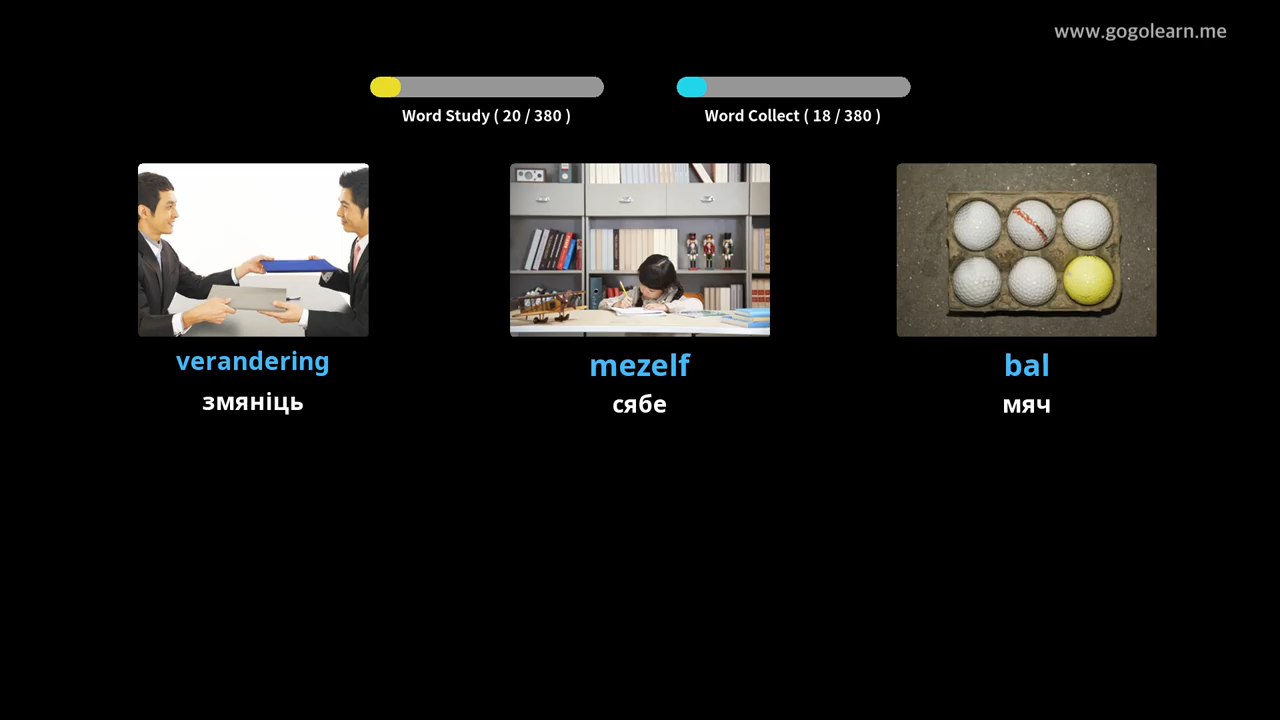 www.gogolearn.me
Word Study ( 20 / 380 )
Word Collect ( 18 / 380 )
verandering
mezelf
bal
змяніць
сябе
мяч